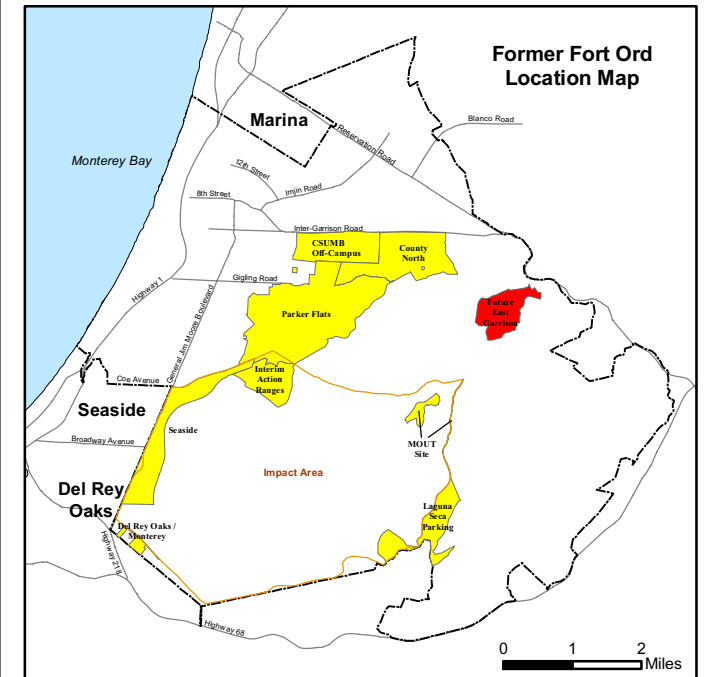 Former Fort Ord
Location Map
Marina
Blanco Road
Reservation Road
Monterey Bay
12th Street
Imjin Road
8th Street
Inter-Garrison Road
CSUMB
Off-Campus
County
North
Gigling Road
Highway 1
General Jim Moore Boulevard
Parker Flats
Future
East
Garrison
Interim
Action
Ranges
Coe Avenue
Seaside
Seaside
Broadway Avenue
MOUT
Site
Impact Area
Del Rey
Oaks
Laguna
Seca
Parking
Del Rey Oaks /
Monterey
Highway 218
Highway 68
0 1 2
Miles